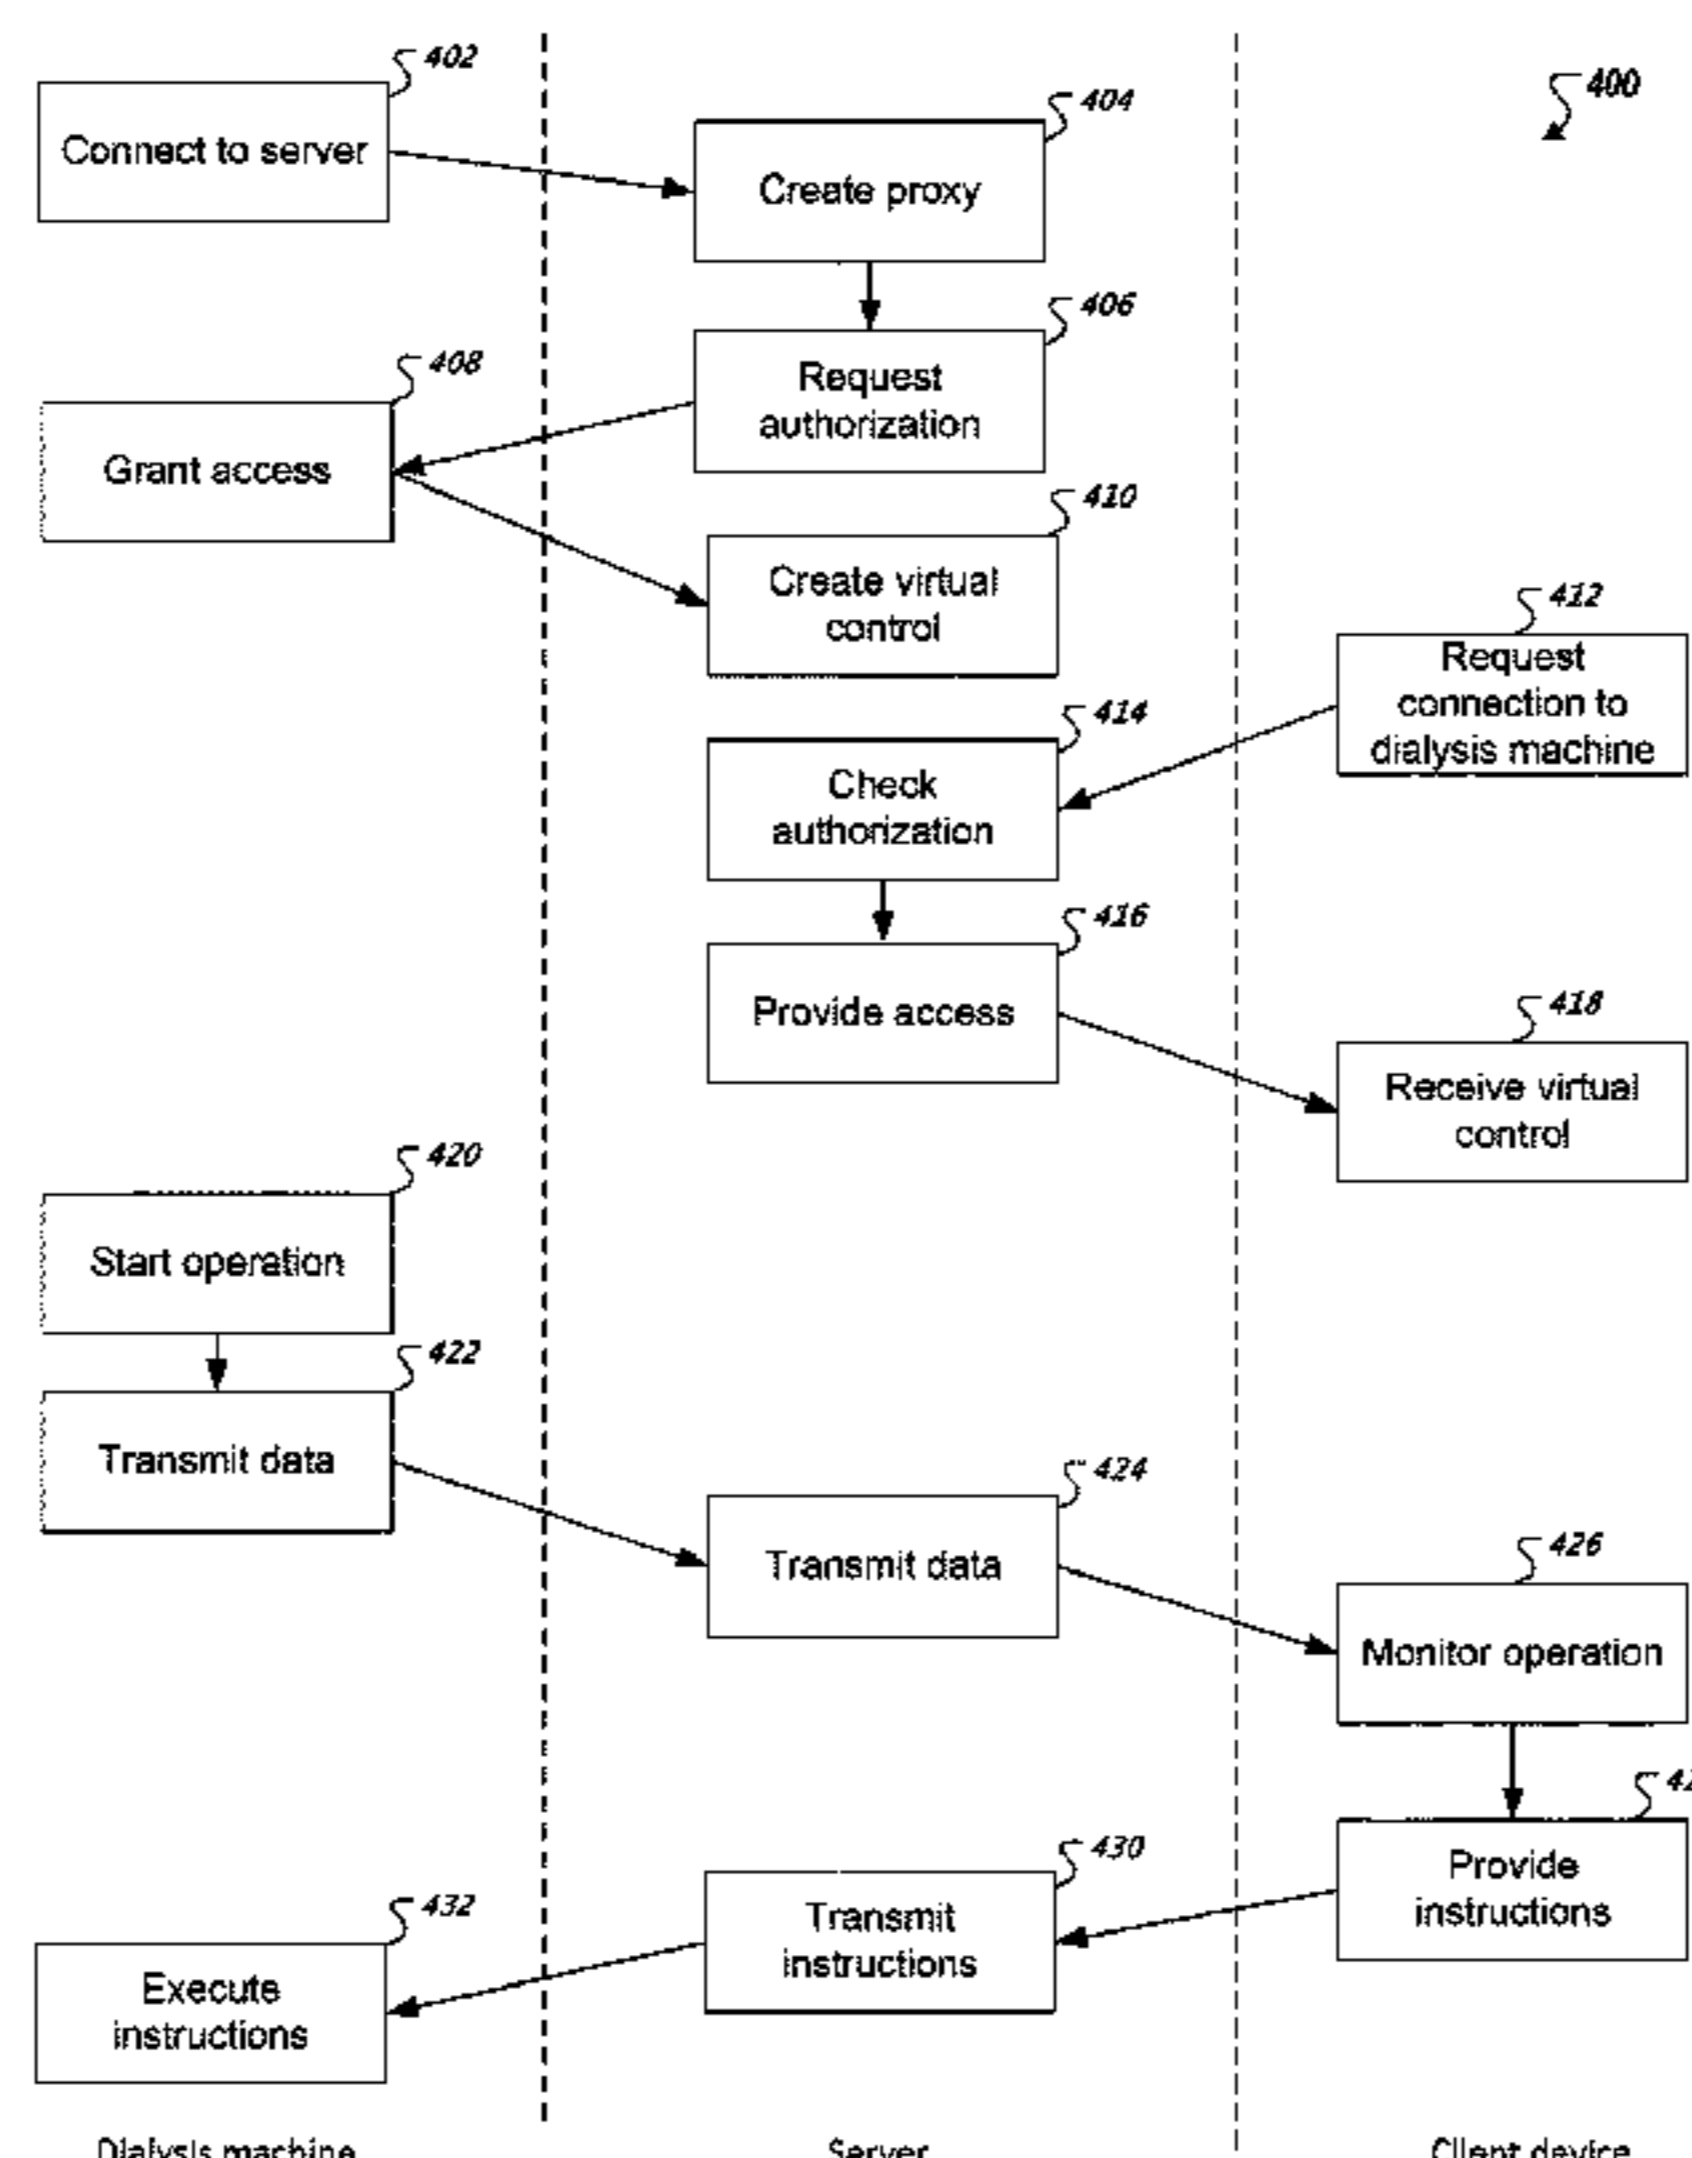 402
Connect to server
404
Create proxy
400
406
Request
authorization
408
Grant access
410
Create virtual
control
412
Request
connection to
dialysis machine
414
Check
authorization
416
Provide access
418
Receive virtual
control
420
Start operation
422
Transmit data
424
Transmit data
426
Monitor operation
Provide
instructions
430
Transmit
instructions
432
Execute
instructions
Dialysis machine
Server
Client device